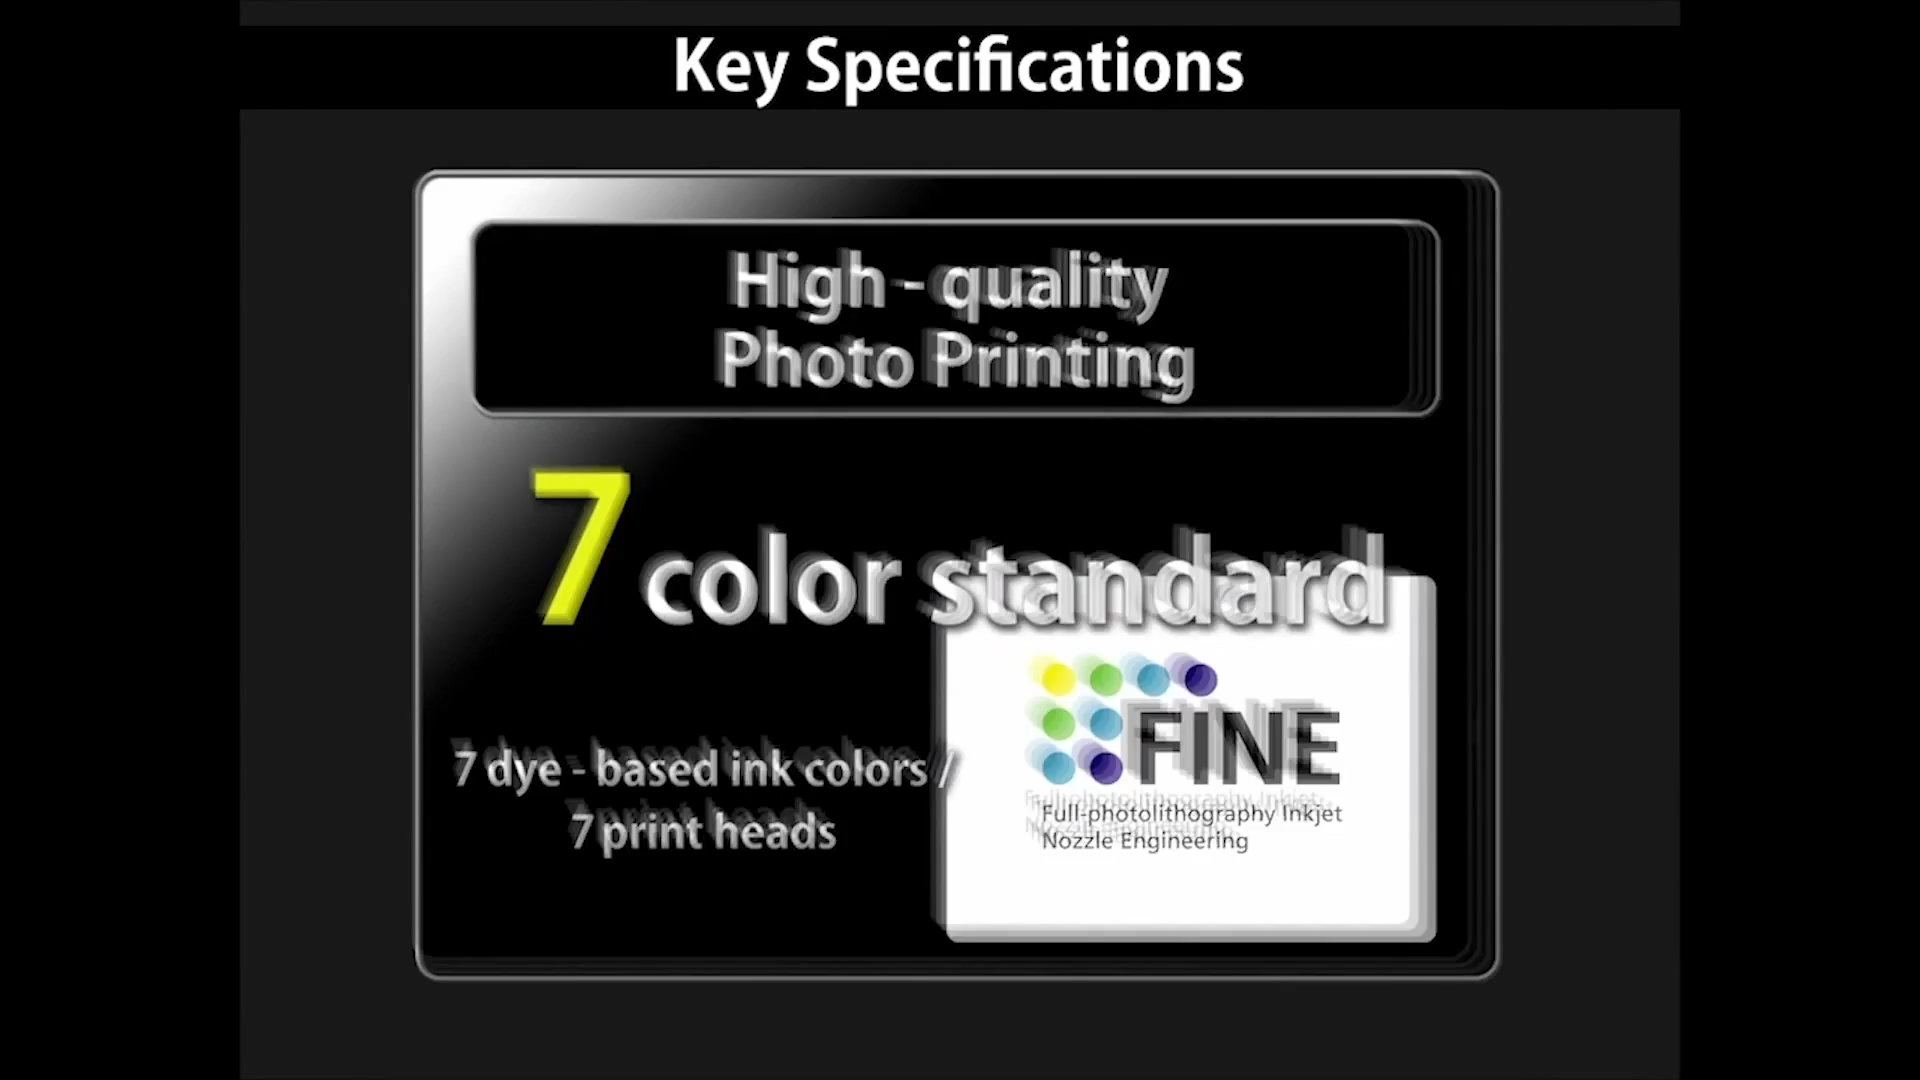 Key Specifications
High - quality
Photo Printing
7 color standard
7 dye - based ink colors /
7 print heads
FINE
Full-photolithography Inkjet
Nozzle Engineering